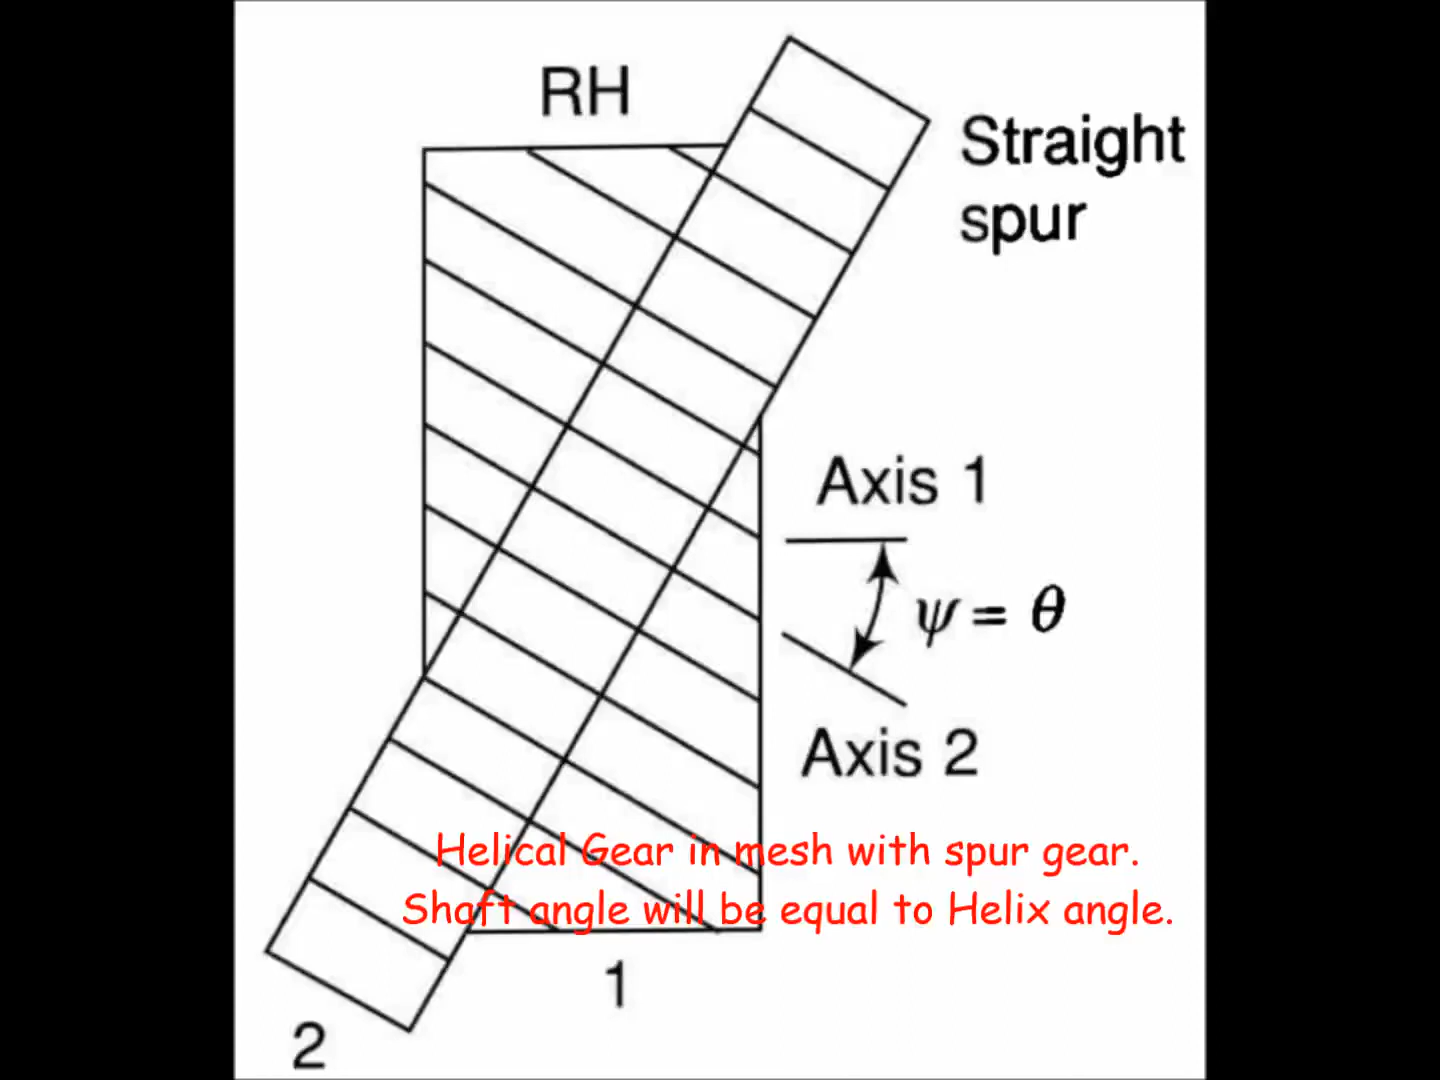 RH
Straight
spur
Axis 1
ψ = θ
Axis 2
Helical Gear in mesh with spur gear.
Shaft angle will be equal to Helix angle.
1
2